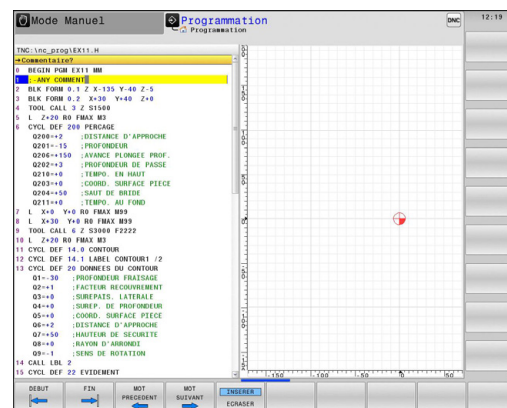 Mode Manuel
Programmation
Programmation
DNC
12:19
TNC:\nc_prog\EX11.H
→Commentaire?
0 BEGIN PGM EX11 MM
1 ;-ANY COMMENT
2 BLK FORM 0.1 Z X-135 Y-40 Z-5
3 BLK FORM 0.2 X+30 Y+40 Z+0
4 TOOL CALL 3 Z S1500
5 L Z+20 R0 FMAX M3
6 CYCL DEF 200 PERCAGE
Q200=+2 ;DISTANCE D'APPROCHE
Q201=-15 ;PROFONDEUR
Q206=+150 ;AVANCE PLONGEE PROF.
Q202=+3 ;PROFONDEUR DE PASSE
Q210=+0 ;TEMPO. EN HAUT
Q203=+0 ;COORD. SURFACE PIECE
Q204=+50 ;SAUT DE BRIDE
Q211=+0 ;TEMPO. AU FOND
7 L X+0 Y+0 R0 FMAX M99
8 L X+30 Y+0 R0 FMAX M99
9 TOOL CALL 6 Z S3000 F2222
10 L Z+20 R0 FMAX M3
11 CYCL DEF 14.0 CONTOUR
12 CYCL DEF 14.1 LABEL CONTOUR1 /2
13 CYCL DEF 20 DONNEES DU CONTOUR
Q1=-30 ;PROFONDEUR FRAISAGE
Q2=+1 ;FACTEUR RECOUVREMENT
Q3=+0 ;SUREPAIS. LATERALE
Q4=+0 ;SUREP. DE PROFONDEUR
Q5=+0 ;COORD. SURFACE PIECE
Q6=+2 ;DISTANCE D'APPROCHE
Q7=+50 ;HAUTEUR DE SECURITE
Q8=+0 ;RAYON D'ARRONDI
Q9=-1 ;SENS DE ROTATION
14 CALL LBL 2
15 CYCL DEF 22 EVIDEMENT
-150 -100 -50 0 50
DEBUT
FIN
MOT PRECEDENT
MOT SUIVANT
INSERER
ECRASER